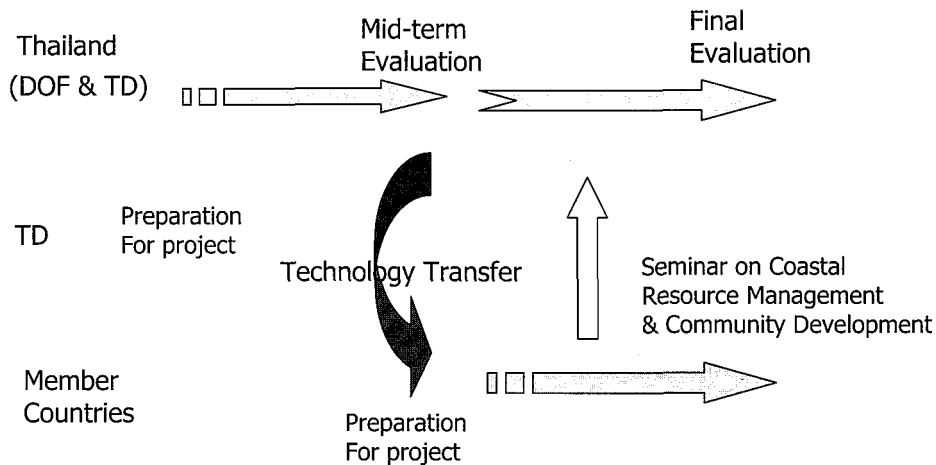 Thailand
(DOF & TD)
Mid-term
Evaluation
Final
Evaluation
TD
Preparation
For project
Technology Transfer
Seminar on Coastal
Resource Management
& Community Development
Member
Countries
Preparation
For project